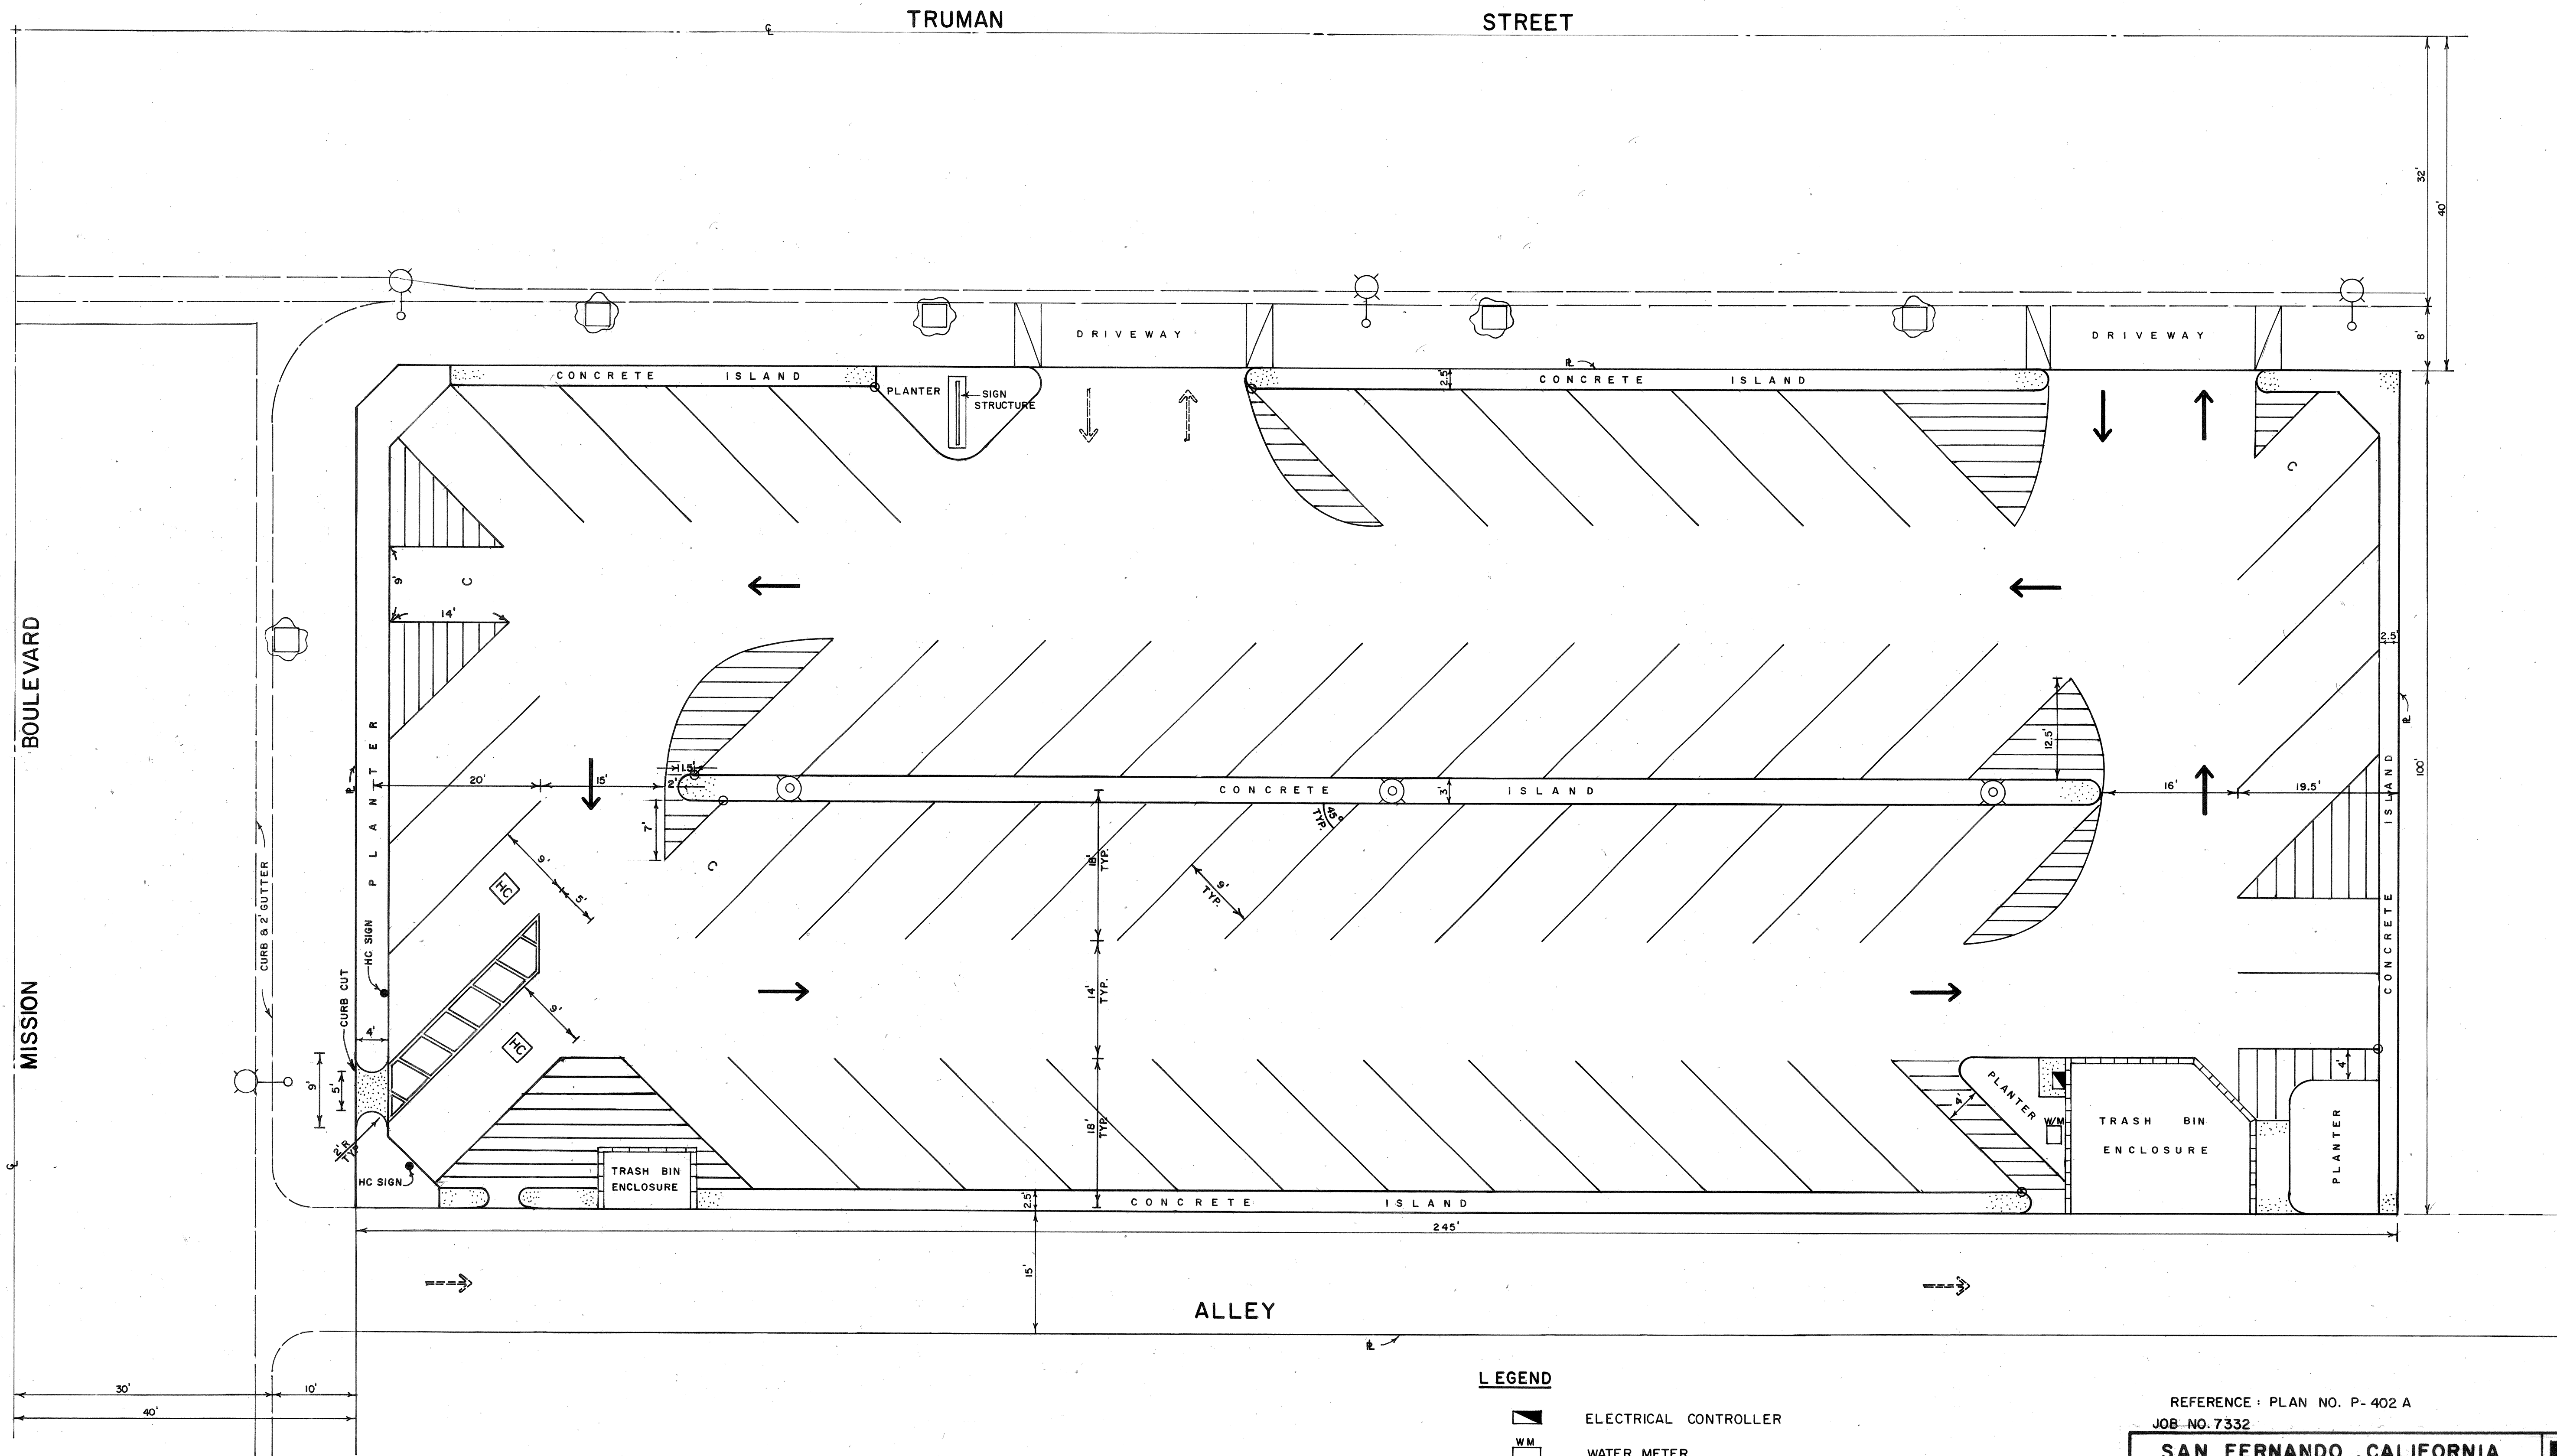 TRUMAN STREET
℄
32'
40'
8'
DRIVEWAY
DRIVEWAY
CONCRETE ISLAND
PLANTER
SIGN
STRUCTURE
2.5'
℄
CONCRETE ISLAND
C
9'
C
14'
2.5'
BOULEVARD
PLANTER
12.5'
1.5'
20'
15'
2'
CONCRETE ISLAND
3'
16'
19.5'
100'
7'
45°
TYP.
18'
TYP.
C
9'
HC
5'
9'
TYP.
CURB & 2' GUTTER
HC SIGN
CONCRETE ISLAND
MISSION
CURB CUT
14'
TYP.
9'
4'
HC
9'
5'
4'
PLANTER
4'
W/M
TRASH BIN
ENCLOSURE
PLANTER
18'
TYP.
2' R
TYP.
℄
HC SIGN
TRASH BIN
ENCLOSURE
2.5'
CONCRETE ISLAND
245'
15'
ALLEY
30'
10'
40'
LEGEND
ELECTRICAL CONTROLLER
WM
WATER METER
REFERENCE: PLAN NO. P-402 A
JOB NO. 7332
SAN FERNANDO, CALIFORNIA